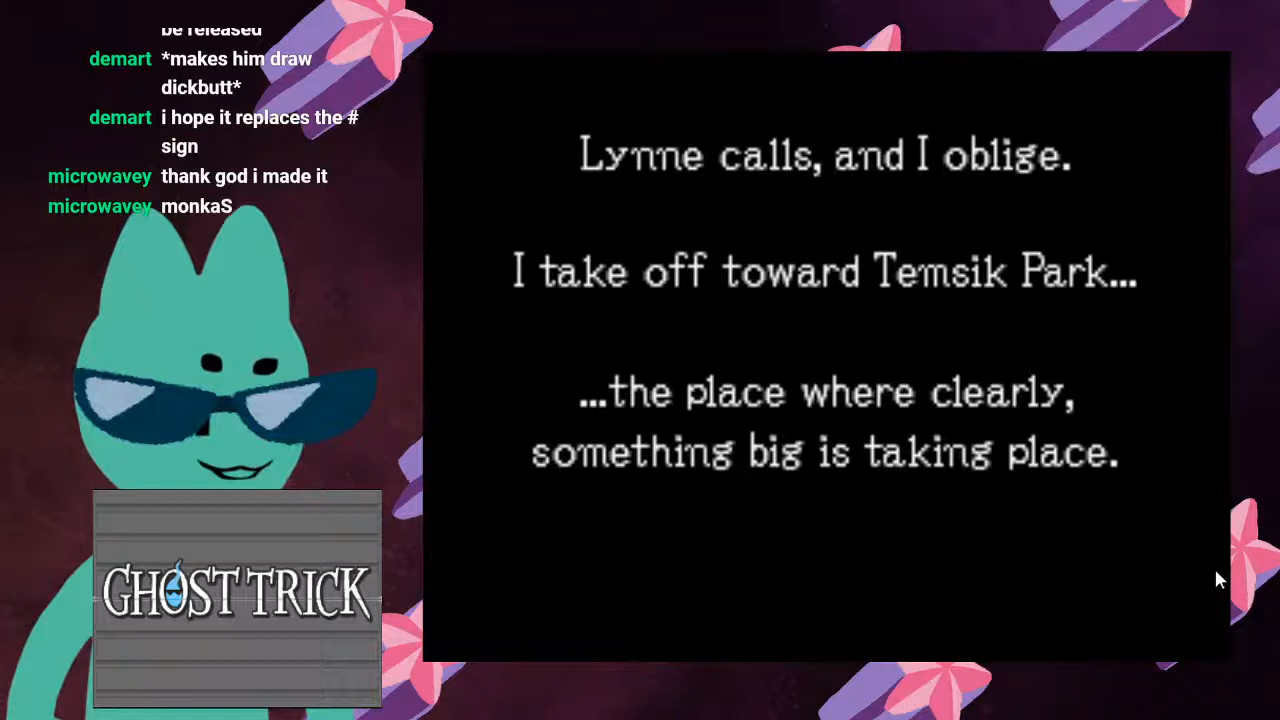 be released
demart *makes him draw
dickbutt*
demart i hope it replaces the #
sign
microwavey thank god i made it
microwavey monkaS
GHOST TRICK
Lynne calls, and I oblige.
I take off toward Temsik Park...
...the place where clearly,
something big is taking place.